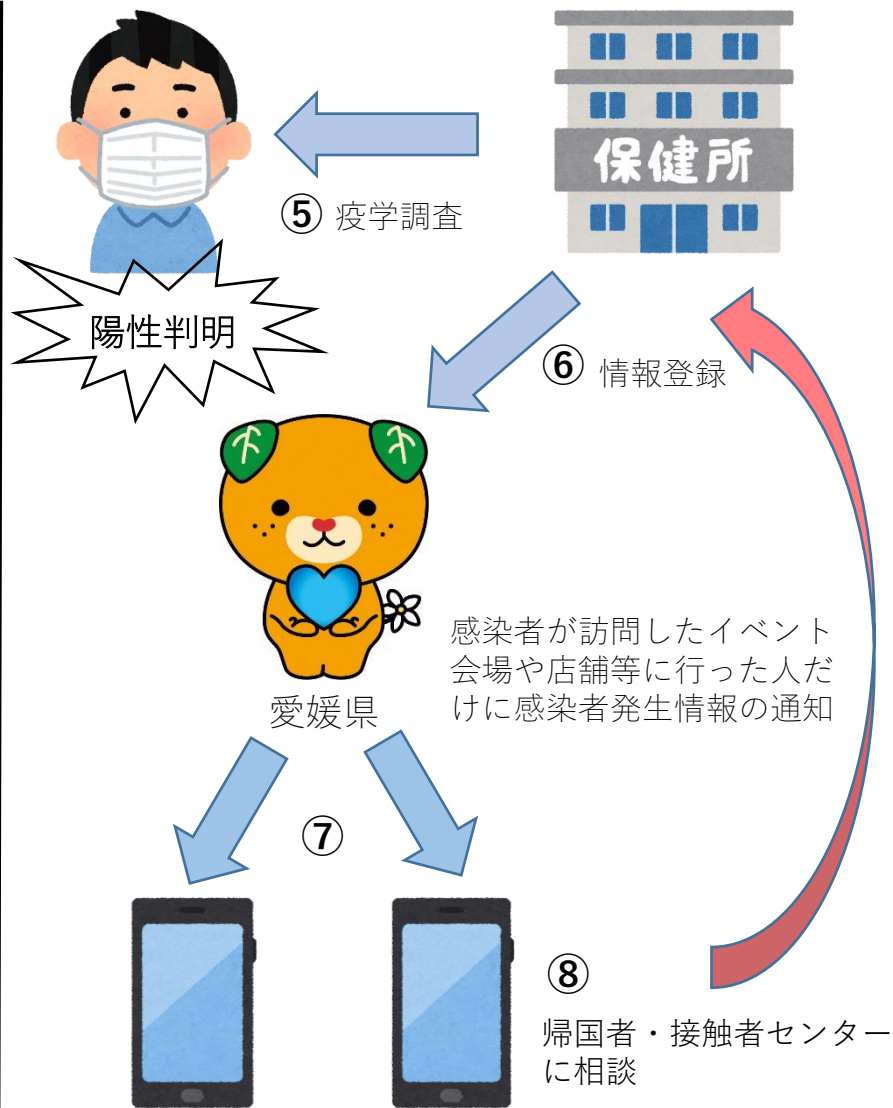 保健所
⑤ 疫学調査
陽性判明
⑥ 情報登録
愛媛県
感染者が訪問したイベント
会場や店舗等に行った人だ
けに感染者発生情報の通知
⑦
⑧
帰国者・接触者センター
に相談